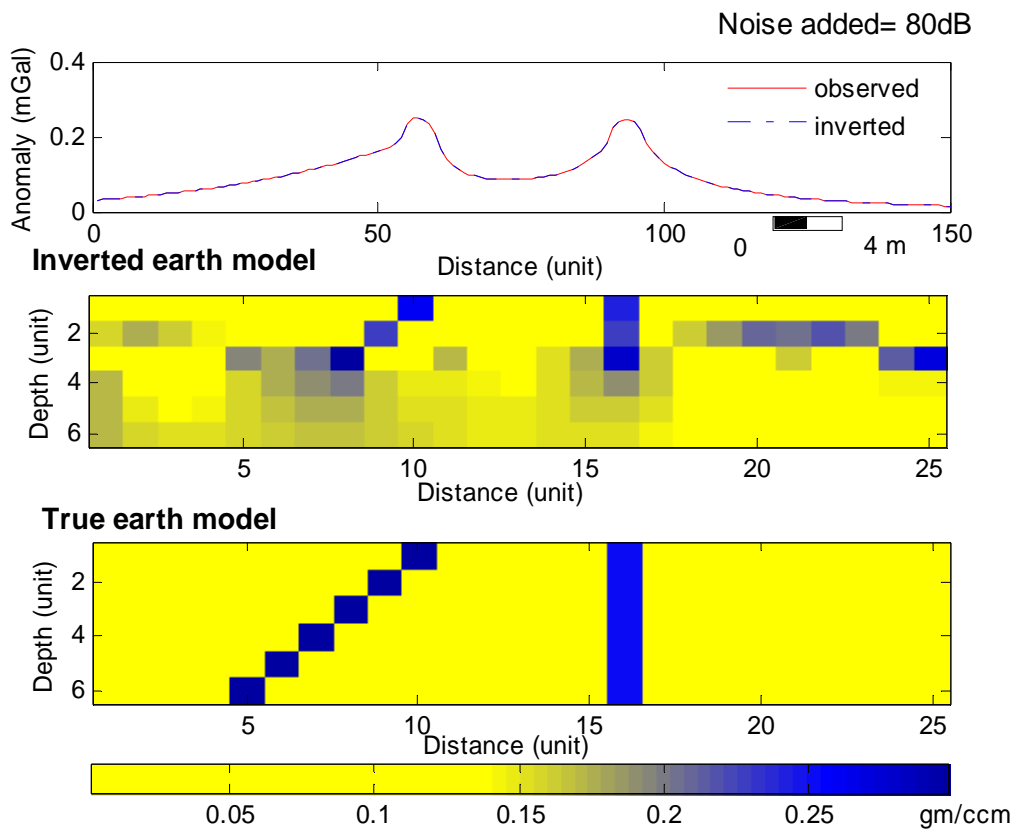 Noise added= 80dB
Anomaly (mGal)
0.4
0.2
0
observed
inverted
0 50 100 150
0 4 m
Distance (unit)
Inverted earth model
Depth (unit)
2
4
6
5 10 15 20 25
Distance (unit)
True earth model
Depth (unit)
2
4
6
5 10 15 20 25
Distance (unit)
0.05 0.1 0.15 0.2 0.25 gm/ccm